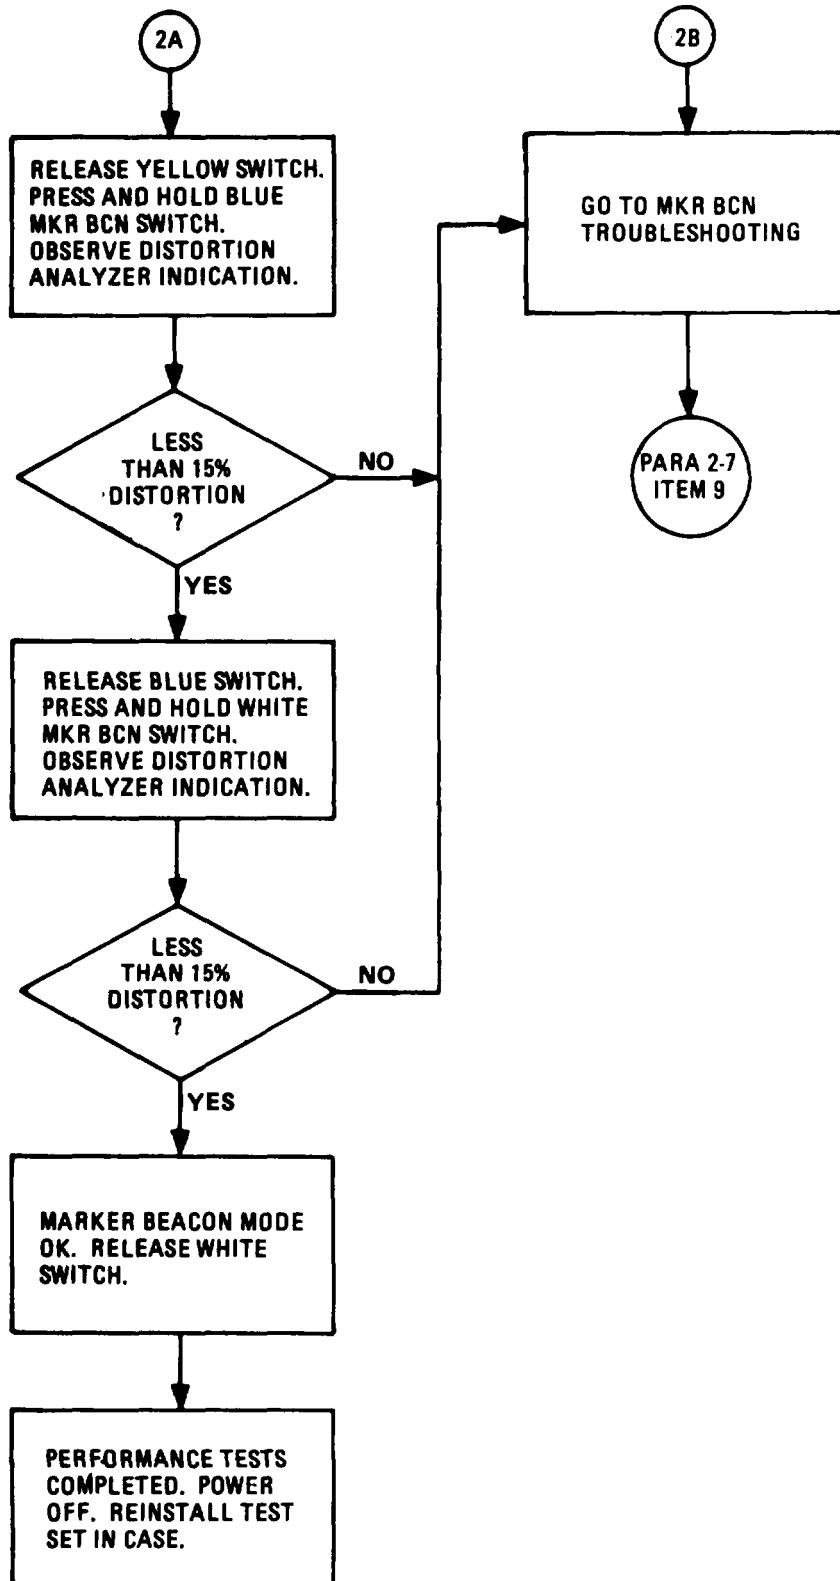 2A
RELEASE YELLOW SWITCH.
PRESS AND HOLD BLUE
MKR BCN SWITCH.
OBSERVE DISTORTION
ANALYZER INDICATION.
LESS
THAN 15%
DISTORTION
?
NO
YES
RELEASE BLUE SWITCH.
PRESS AND HOLD WHITE
MKR BCN SWITCH.
OBSERVE DISTORTION
ANALYZER INDICATION.
LESS
THAN 15%
DISTORTION
?
NO
YES
MARKER BEACON MODE
OK. RELEASE WHITE
SWITCH.
PERFORMANCE TESTS
COMPLETED. POWER
OFF. REINSTALL TEST
SET IN CASE.
2B
GO TO MKR BCN
TROUBLESHOOTING
PARA 2-7
ITEM 9